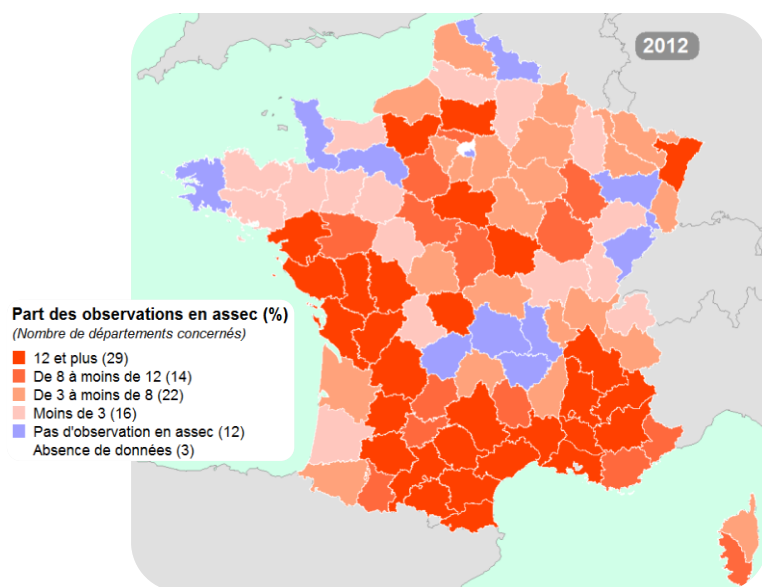 2012
Part des observations en assec (%)
(Nombre de départements concernés)
12 et plus (29)
De 8 à moins de 12 (14)
De 3 à moins de 8 (22)
Moins de 3 (16)
Pas d'observation en assec (12)
Absence de données (3)